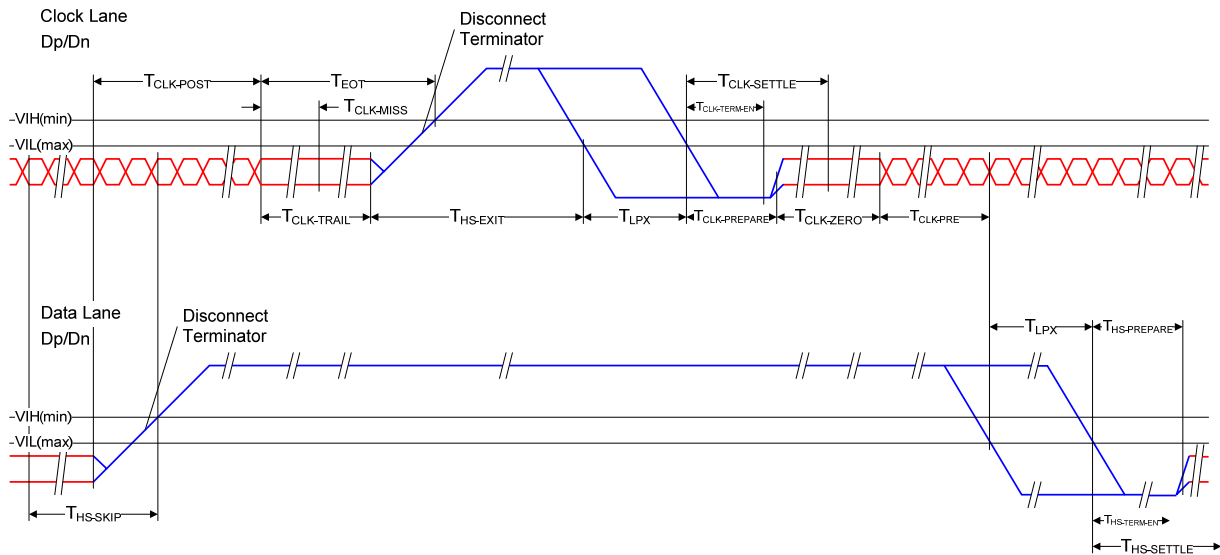 Clock Lane
Dp/Dn
Disconnect
Terminator
TCLK-POST
TEOT
TCLK-SETTLE
TCLK-MISS
TCLK-TERM-EN
VIH(min)
VIL(max)
TCLK-TRAIL
THS-EXIT
TLPX
TCLK-PREPARE
TCLK-ZERO
TCLK-PRE
Data Lane
Dp/Dn
Disconnect
Terminator
TLPX
THS-PREPARE
VIH(min)
VIL(max)
THS-SKIP
THS-TERM-EN
THS-SETTLE